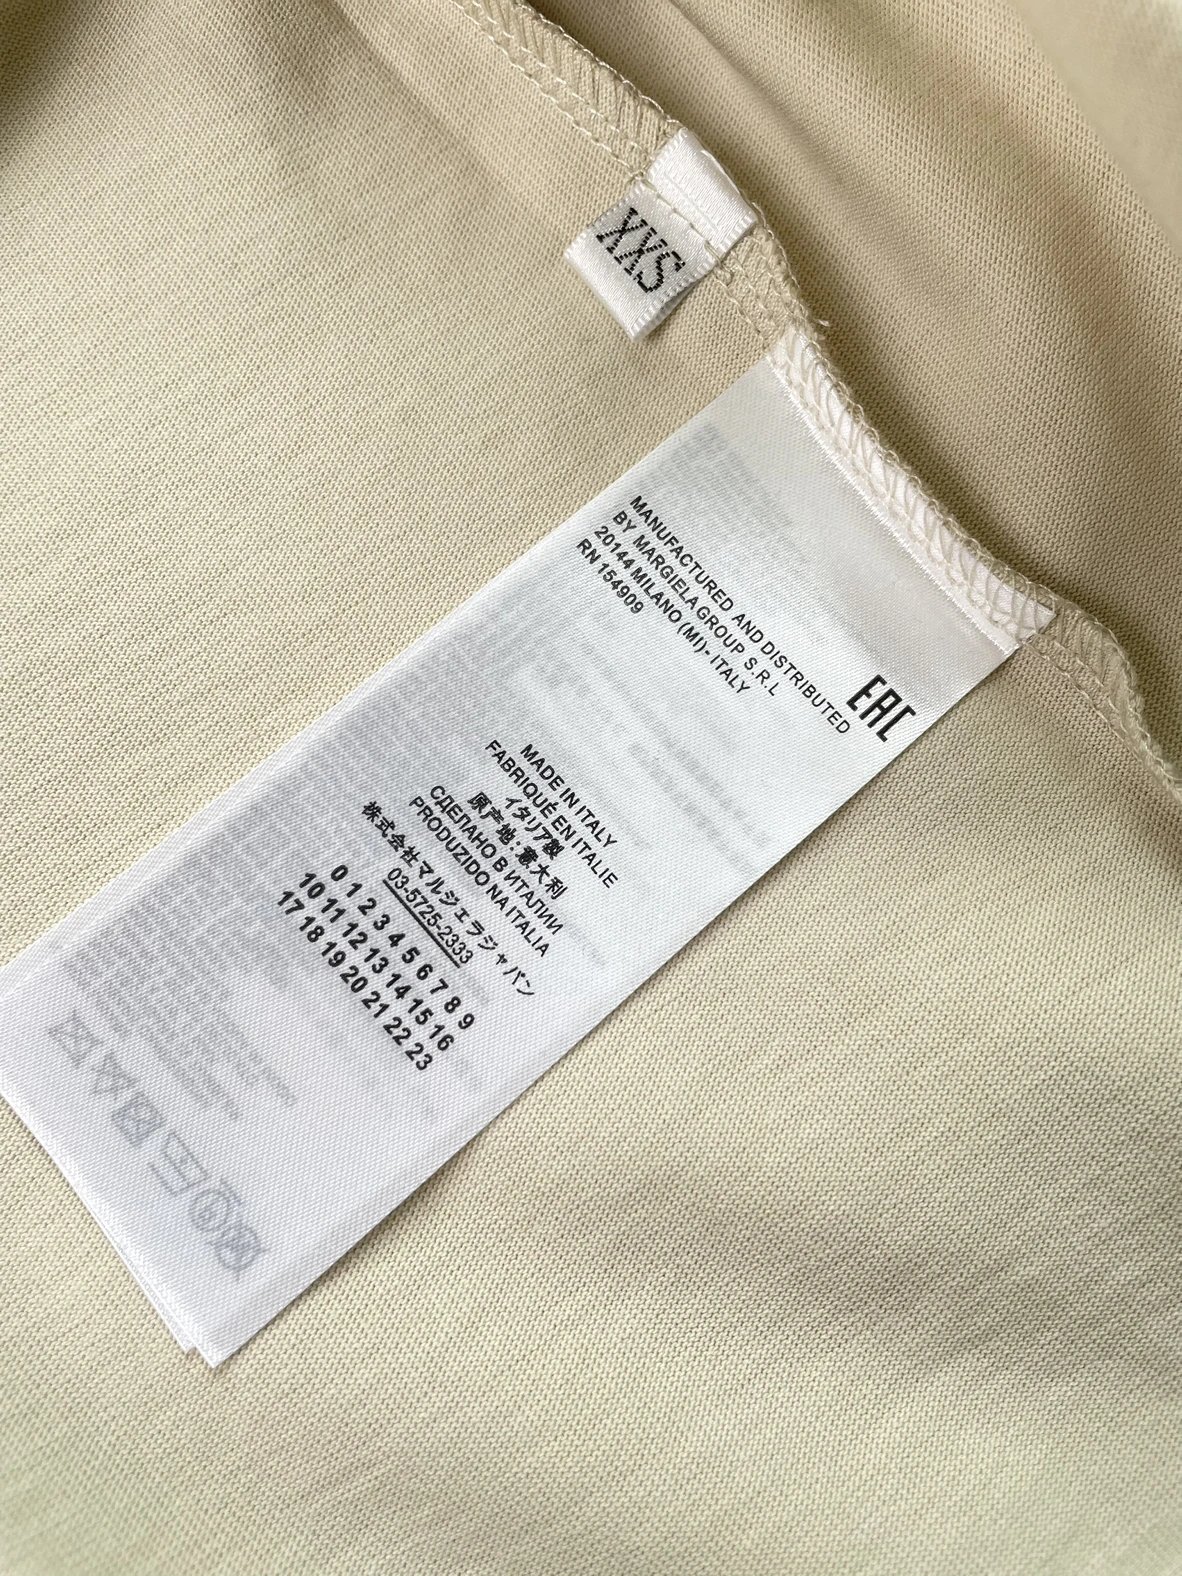 XXS
MANUFACTURED AND DISTRIBUTED
BY MARGIELA GROUP S.R.L
20144 MILANO (MI)- ITALY
RN 154909
EAC
MADE IN ITALY
FABRIQUÉ EN ITALIE
イタリア製
原产地:意大利
СДЕЛАНО В ИТАЛИИ
PRODUZIDO NA ITALIA
株式会社マルジェラジャパン
03-5725-2333
0 1 2 3 4 5 6 7 8 9
10 11 12 13 14 15 16
17 18 19 20 21 22 23